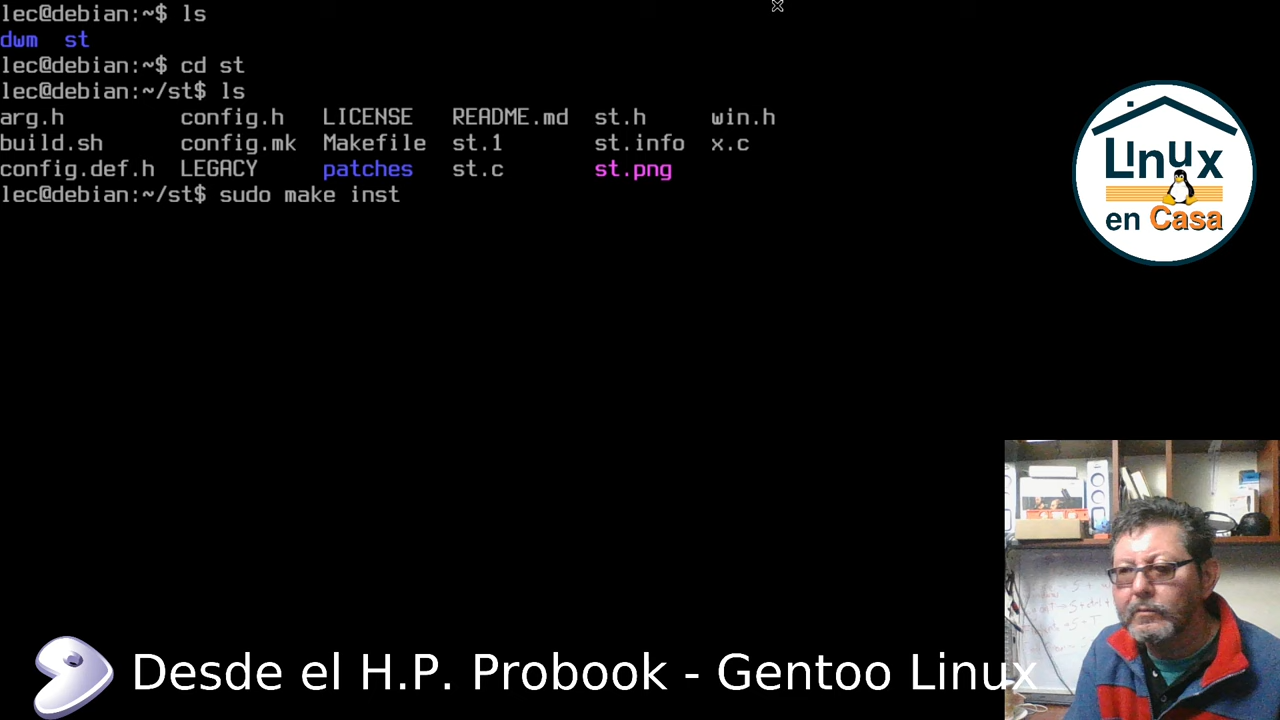 lec@debian:~$ ls
dwm st
lec@debian:~$ cd st
lec@debian:~/st$ ls
arg.h config.h LICENSE README.md st.h win.h
build.sh config.mk Makefile st.1 st.info x.c
config.def.h LEGACY patches st.c st.png
lec@debian:~/st$ sudo make inst
Linux
en Casa
Desde el H.P. Probook - Gentoo Linux